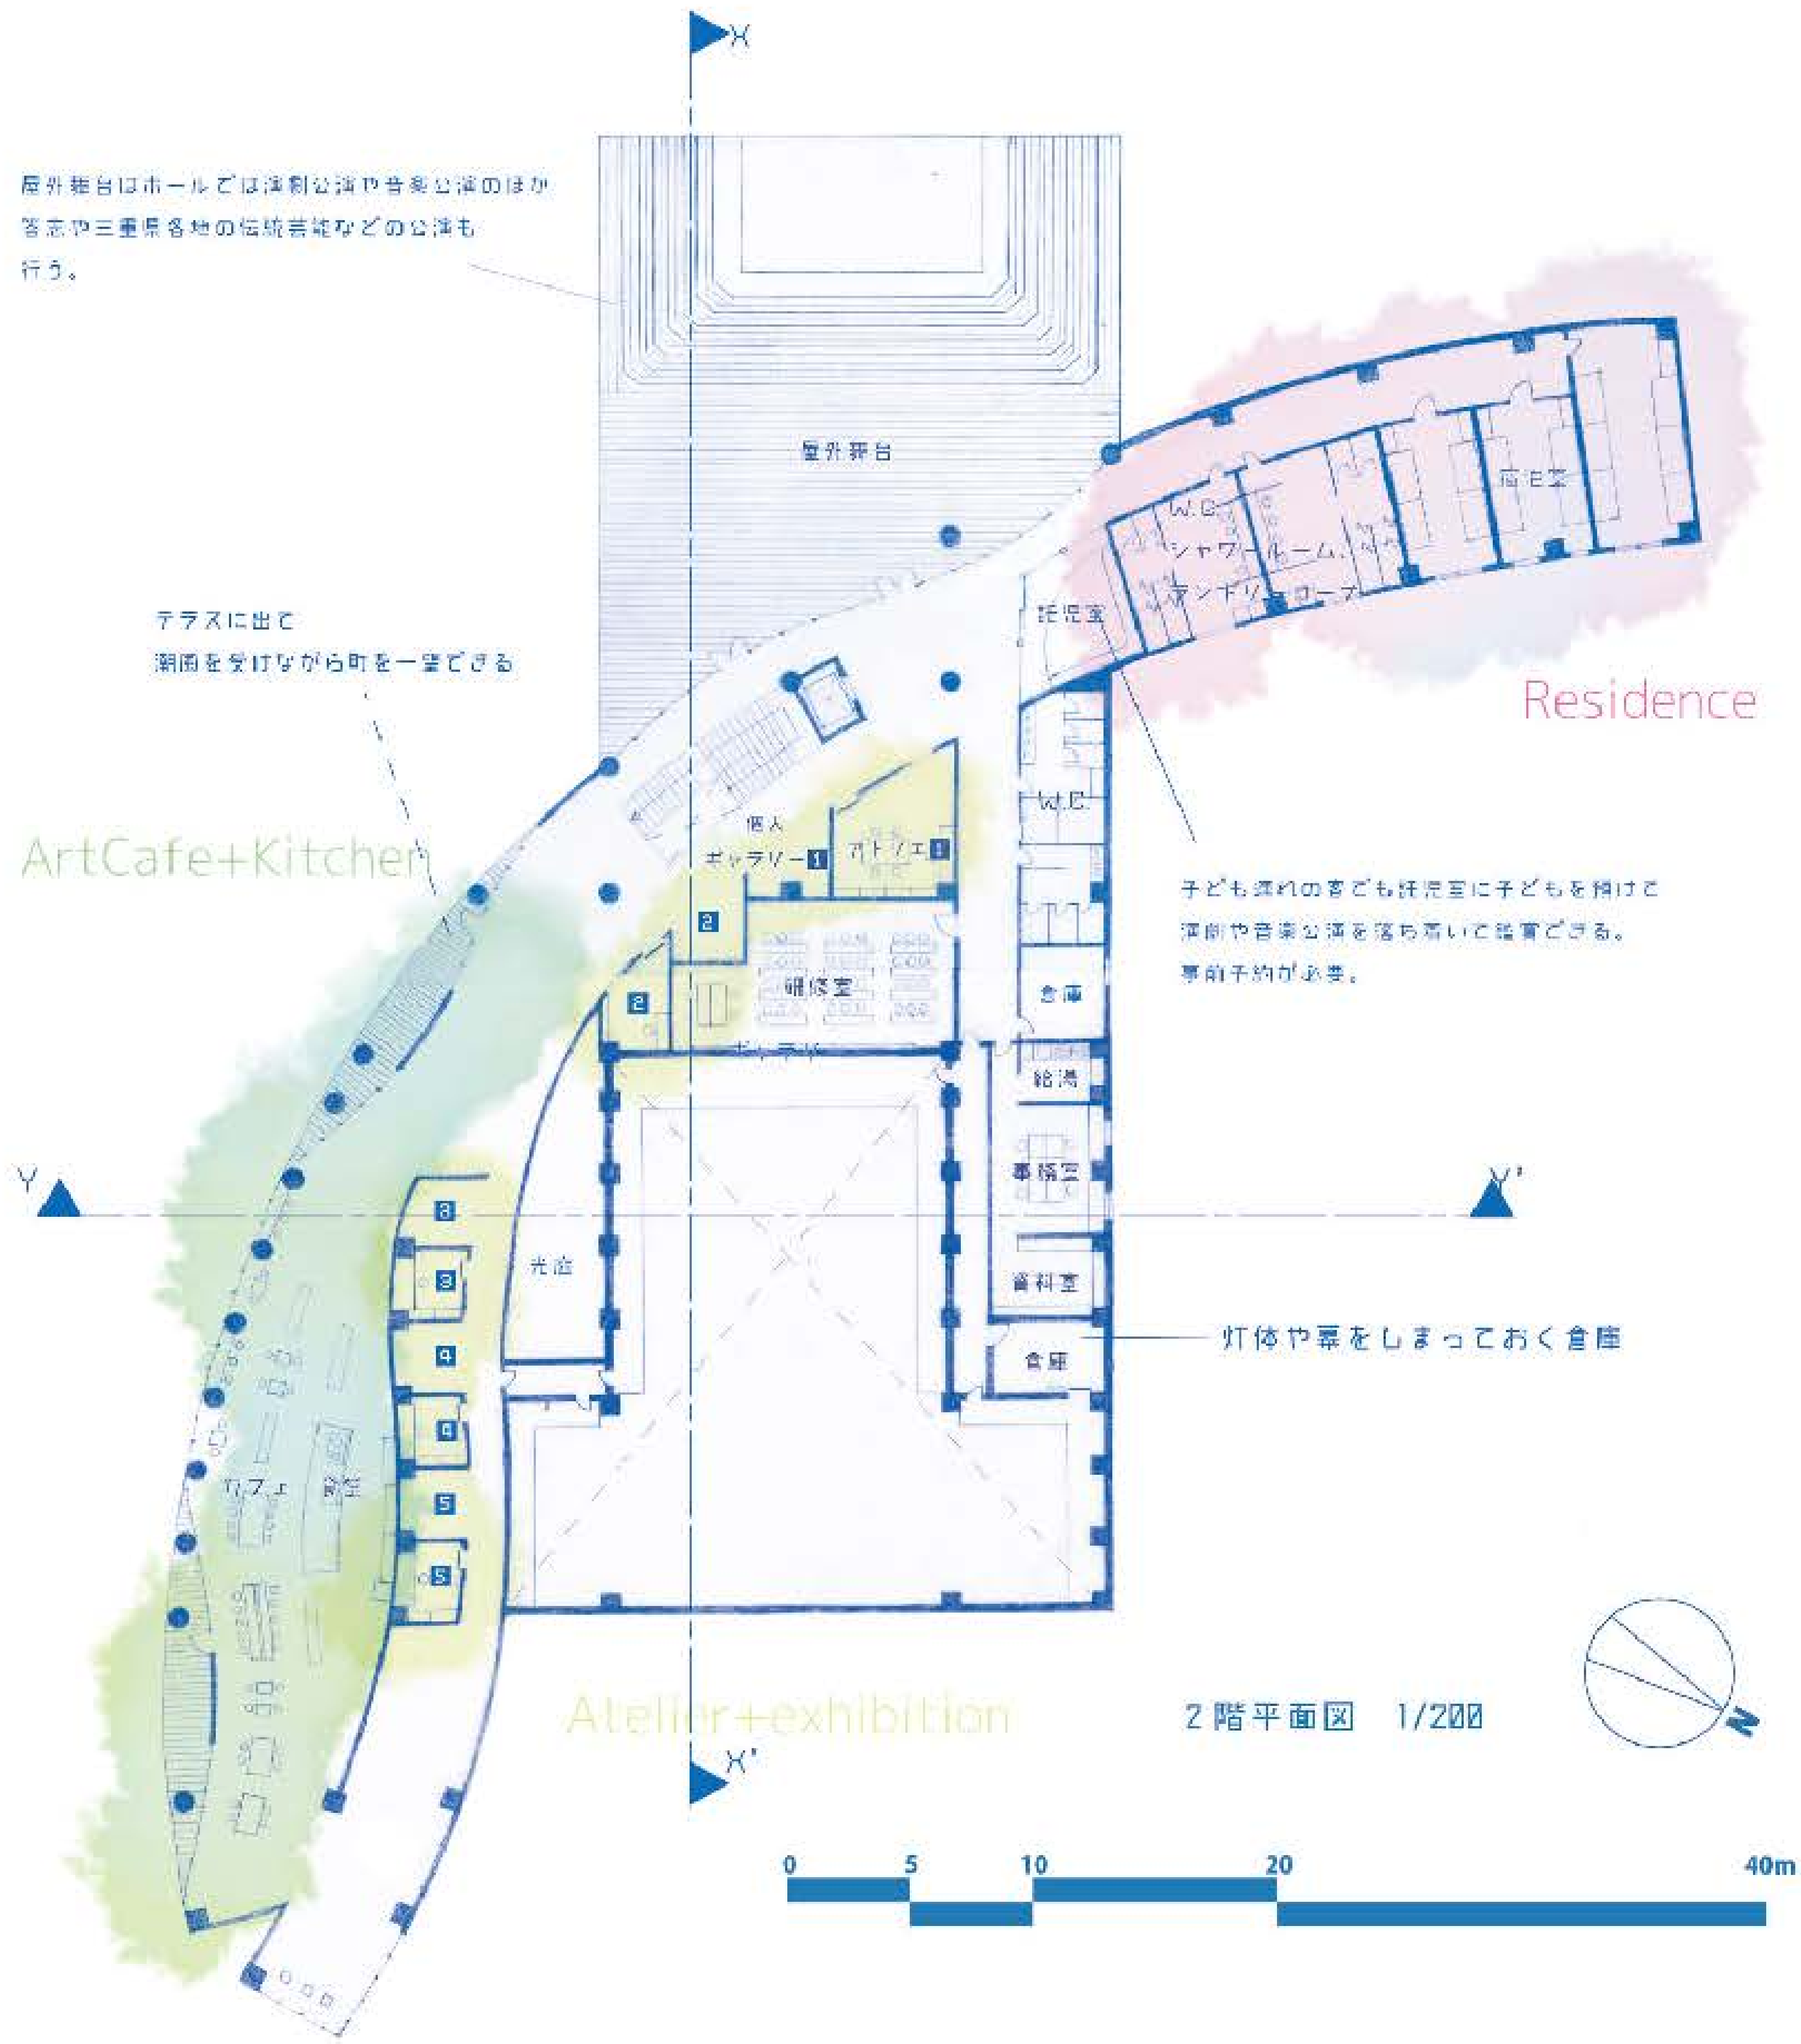 X
屋外舞台はホールでは演劇公演や音楽公演のほか
答志や三重県各地の伝統芸能などの公演も
行う。
屋外舞台
宿泊室
W.C.
シャワールーム
託児室
テラスに出て
潮風を受けながら町を一望できる
Residence
W.C.
個人
ギャラリー 1
アトリエ 1
ArtCafe+Kitchen
子ども連れの客でも託児室に子どもを預けて
演劇や音楽公演を落ち着いて鑑賞できる。
事前予約が必要。
2
研修室
倉庫
2
ギャラリー
給湯
Y
事務室
Y'
3
光庭
3
資料室
灯体や幕をしまっておく倉庫
4
倉庫
4
カフェ
5
5
Atelier+exhibition
2階平面図 1/200
N
X'
0 5 10 20 40m